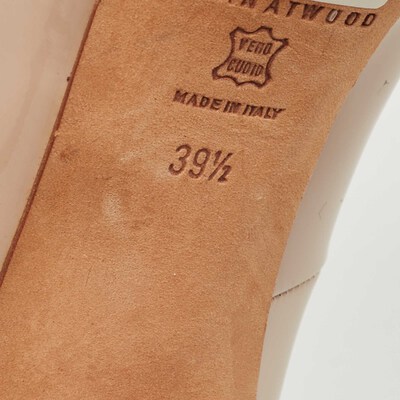 ATWOOD
VERO
CUOIO
MADE IN ITALY
39½